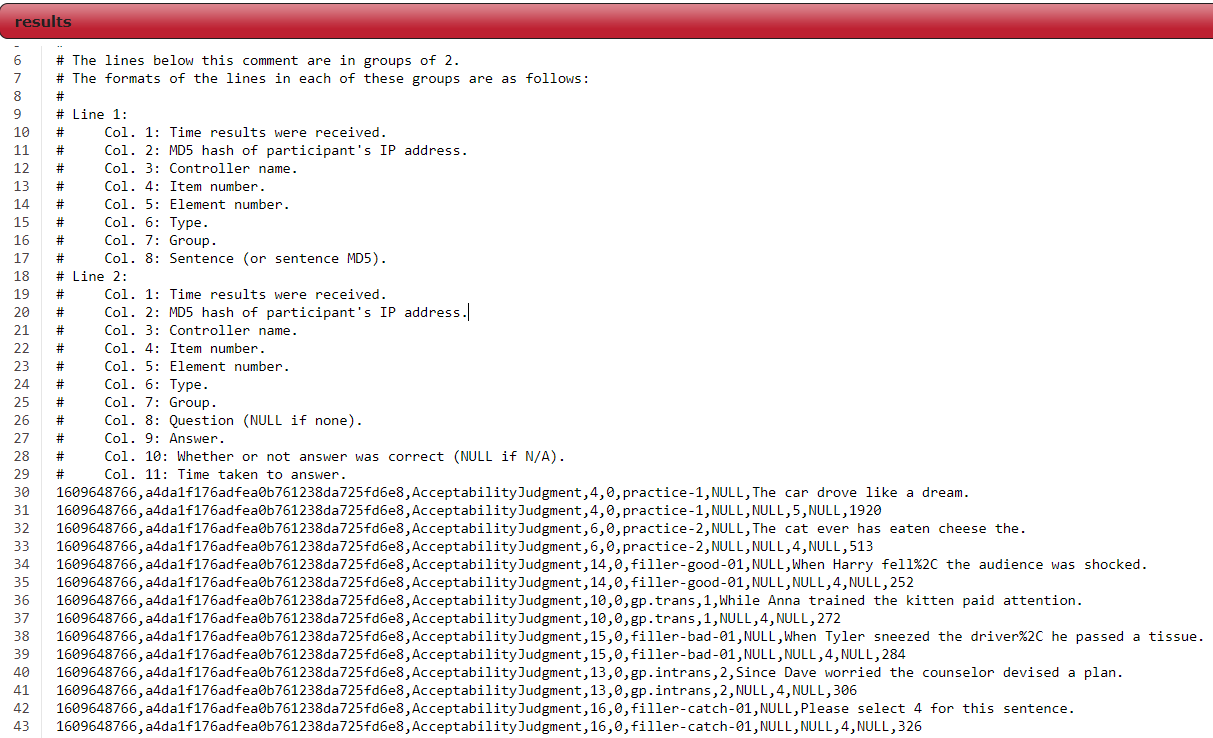 results
6 # The lines below this comment are in groups of 2.
7 # The formats of the lines in each of these groups are as follows:
8 #
9 # Line 1:
10 # Col. 1: Time results were received.
11 # Col. 2: MD5 hash of participant's IP address.
12 # Col. 3: Controller name.
13 # Col. 4: Item number.
14 # Col. 5: Element number.
15 # Col. 6: Type.
16 # Col. 7: Group.
17 # Col. 8: Sentence (or sentence MD5).
18 # Line 2:
19 # Col. 1: Time results were received.
20 # Col. 2: MD5 hash of participant's IP address.
21 # Col. 3: Controller name.
22 # Col. 4: Item number.
23 # Col. 5: Element number.
24 # Col. 6: Type.
25 # Col. 7: Group.
26 # Col. 8: Question (NULL if none).
27 # Col. 9: Answer.
28 # Col. 10: Whether or not answer was correct (NULL if N/A).
29 # Col. 11: Time taken to answer.
30 1609648766,a4da1f176adfea0b761238da725fd6e8,AcceptabilityJudgment,4,0,practice-1,NULL,The car drove like a dream.
31 1609648766,a4da1f176adfea0b761238da725fd6e8,AcceptabilityJudgment,4,0,practice-1,NULL,NULL,5,NULL,1920
32 1609648766,a4da1f176adfea0b761238da725fd6e8,AcceptabilityJudgment,6,0,practice-2,NULL,The cat ever has eaten cheese the.
33 1609648766,a4da1f176adfea0b761238da725fd6e8,AcceptabilityJudgment,6,0,practice-2,NULL,NULL,4,NULL,513
34 1609648766,a4da1f176adfea0b761238da725fd6e8,AcceptabilityJudgment,14,0,filler-good-01,NULL,When Harry fell%2C the audience was shocked.
35 1609648766,a4da1f176adfea0b761238da725fd6e8,AcceptabilityJudgment,14,0,filler-good-01,NULL,NULL,4,NULL,252
36 1609648766,a4da1f176adfea0b761238da725fd6e8,AcceptabilityJudgment,10,0,gp.trans,1,While Anna trained the kitten paid attention.
37 1609648766,a4da1f176adfea0b761238da725fd6e8,AcceptabilityJudgment,10,0,gp.trans,1,NULL,4,NULL,272
38 1609648766,a4da1f176adfea0b761238da725fd6e8,AcceptabilityJudgment,15,0,filler-bad-01,NULL,When Tyler sneezed the driver%2C he passed a tissue.
39 1609648766,a4da1f176adfea0b761238da725fd6e8,AcceptabilityJudgment,15,0,filler-bad-01,NULL,NULL,4,NULL,284
40 1609648766,a4da1f176adfea0b761238da725fd6e8,AcceptabilityJudgment,13,0,gp.intrans,2,Since Dave worried the counselor devised a plan.
41 1609648766,a4da1f176adfea0b761238da725fd6e8,AcceptabilityJudgment,13,0,gp.intrans,2,NULL,4,NULL,306
42 1609648766,a4da1f176adfea0b761238da725fd6e8,AcceptabilityJudgment,16,0,filler-catch-01,NULL,Please select 4 for this sentence.
43 1609648766,a4da1f176adfea0b761238da725fd6e8,AcceptabilityJudgment,16,0,filler-catch-01,NULL,NULL,4,NULL,326